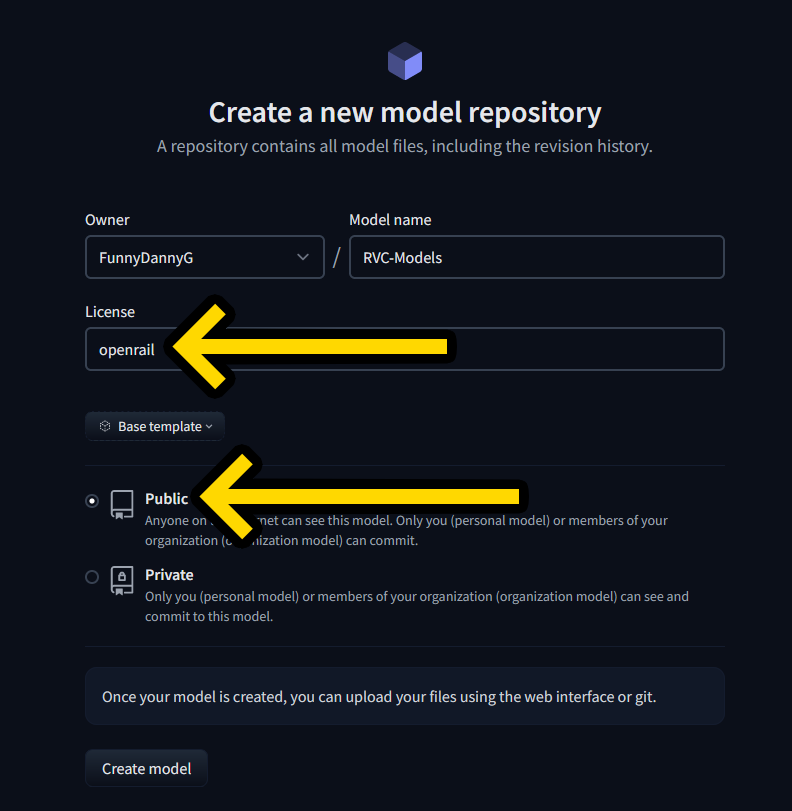 Create a new model repository
A repository contains all model files, including the revision history.
Owner
Model name
FunnyDannyG
/
RVC-Models
License
openrail
Base template
Public
Anyone on net can see this model. Only you (personal model) or members of your
organization ( ization model) can commit.
Private
Only you (personal model) or members of your organization (organization model) can see and
commit to this model.
Once your model is created, you can upload your files using the web interface or git.
Create model